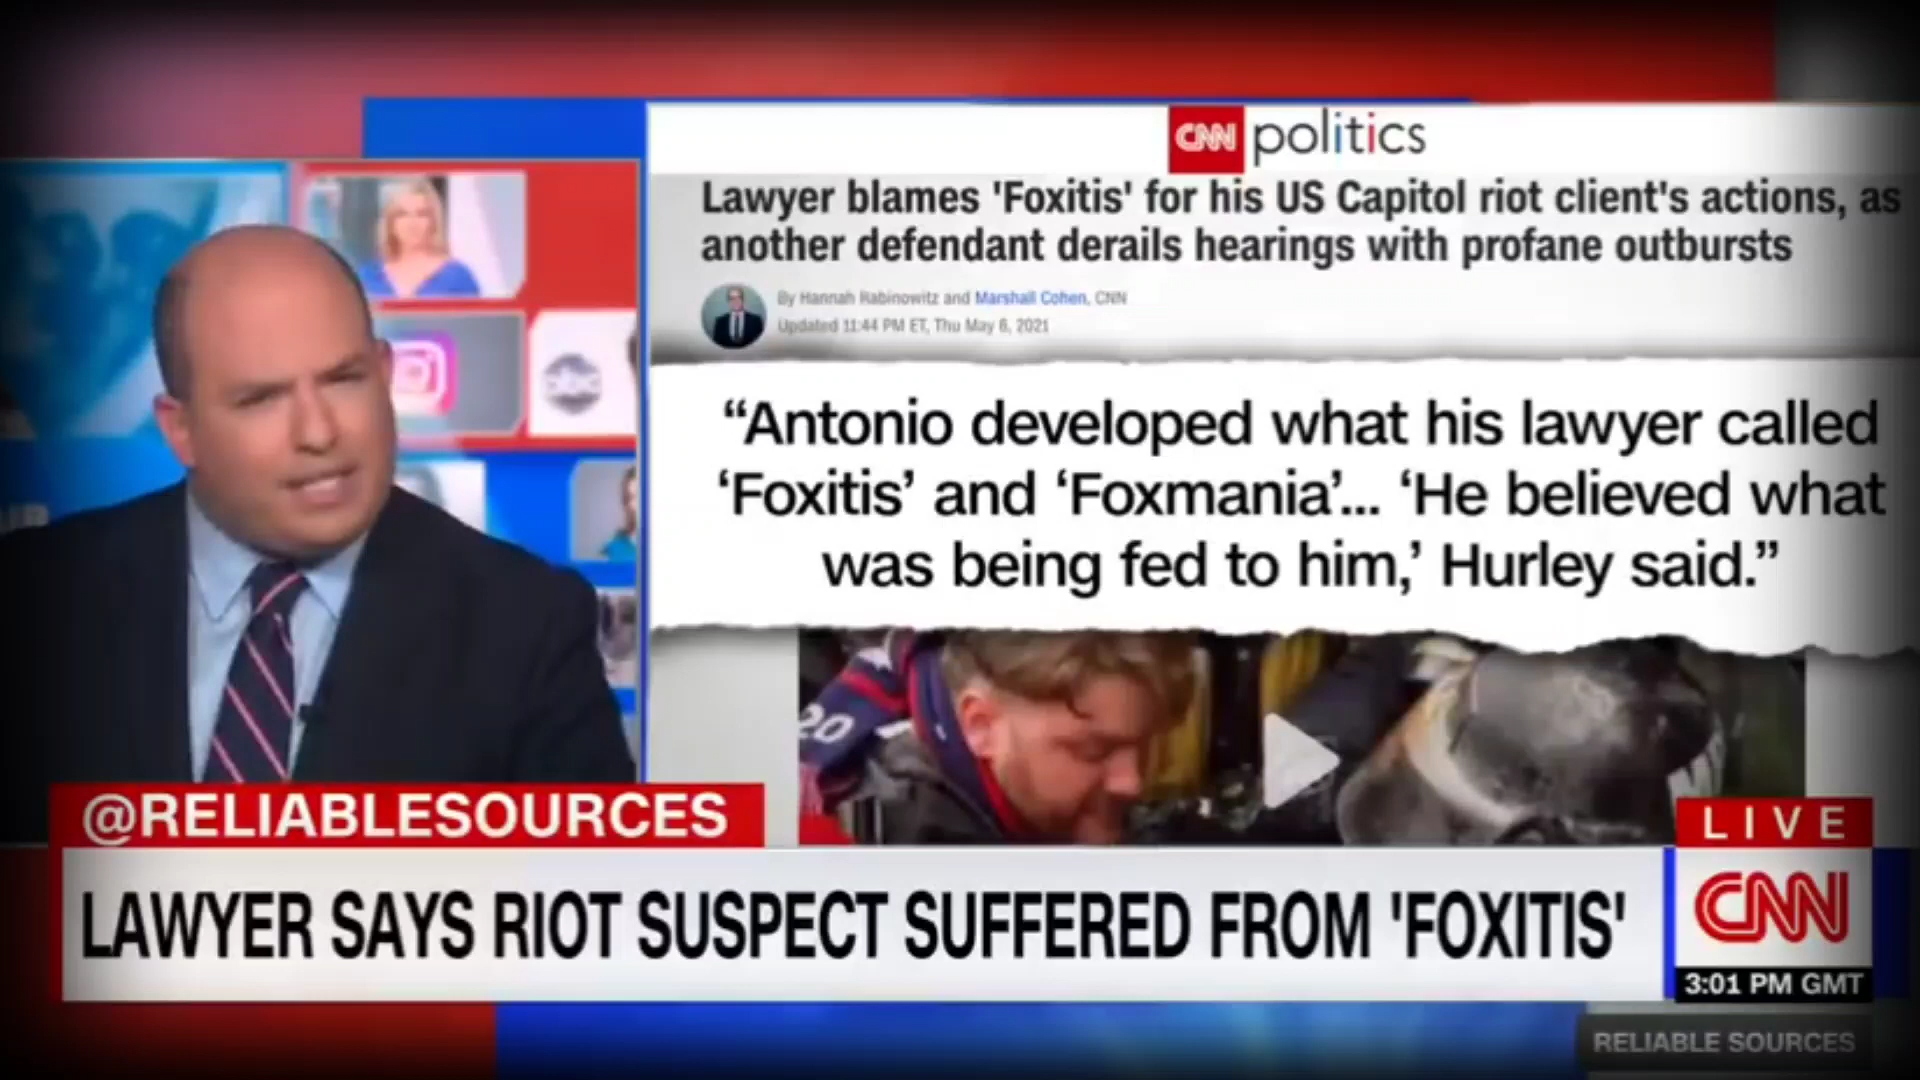 CNN politics
Lawyer blames 'Foxitis' for his US Capitol riot client's actions, as
another defendant derails hearings with profane outbursts
By Hannah Rabinowitz and Marshall Cohen, CNN
Updated 11:44 PM ET, Thu May 6, 2021
abc
“Antonio developed what his lawyer called
‘Foxitis’ and ‘Foxmania’... ‘He believed what
was being fed to him,’ Hurley said.”
20
@RELIABLESOURCES
LAWYER SAYS RIOT SUSPECT SUFFERED FROM 'FOXITIS'
LIVE
CNN
3:01 PM GMT
RELIABLE SOURCES